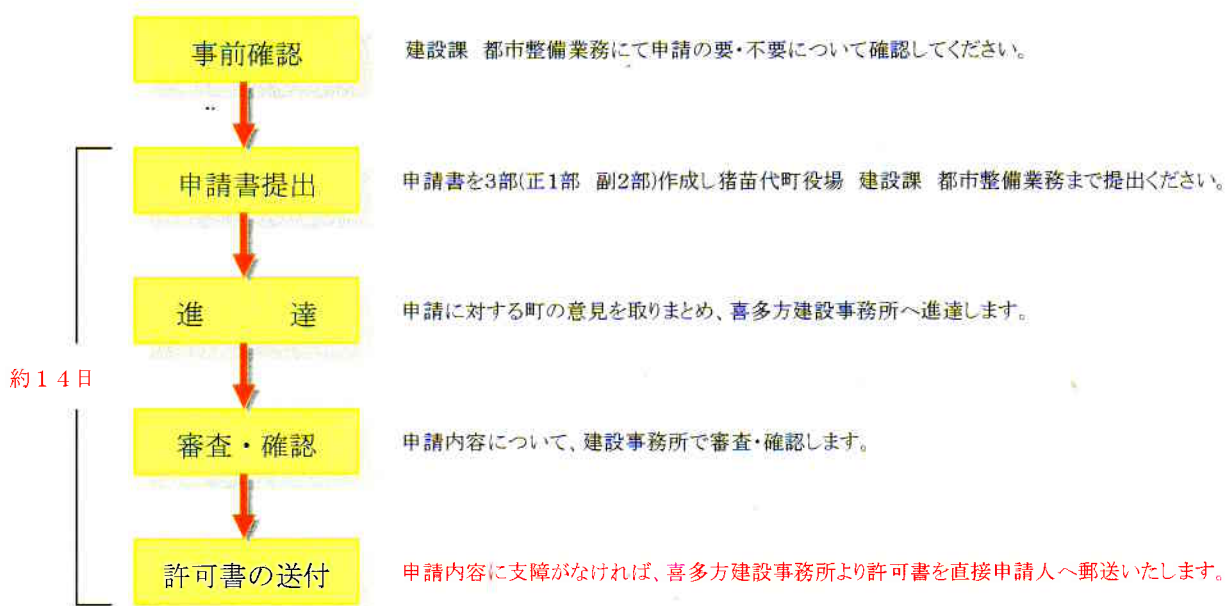 事前確認
建設課 都市整備業務にて申請の要・不要について確認してください。
申請書提出
申請書を3部(正1部 副2部)作成し猪苗代町役場 建設課 都市整備業務まで提出ください。
進 達
申請に対する町の意見を取りまとめ、喜多方建設事務所へ進達します。
約14日
審査・確認
申請内容について、建設事務所で審査・確認します。
許可書の送付
申請内容に支障がなければ、喜多方建設事務所より許可書を直接申請人へ郵送いたします。